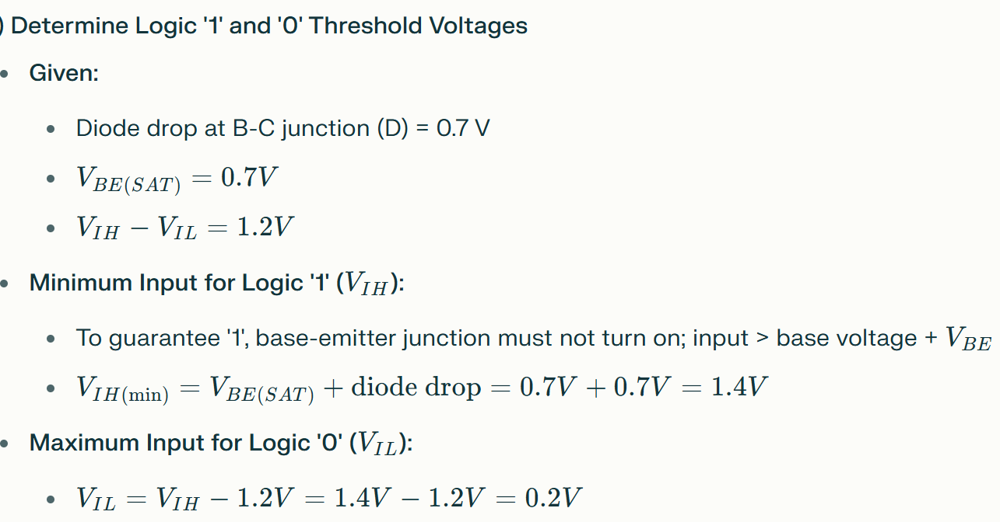 ) Determine Logic '1' and '0' Threshold Voltages
• Given:
• Diode drop at B-C junction (D) = 0.7 V
• $V_{BE(SAT)} = 0.7V$
• $V_{IH} - V_{IL} = 1.2V$
• Minimum Input for Logic '1' ($V_{IH}$):
• To guarantee '1', base-emitter junction must not turn on; input > base voltage + $V_{BE}$
• $V_{IH(\text{min})} = V_{BE(SAT)} + \text{diode drop} = 0.7V + 0.7V = 1.4V$
• Maximum Input for Logic '0' ($V_{IL}$):
• $V_{IL} = V_{IH} - 1.2V = 1.4V - 1.2V = 0.2V$